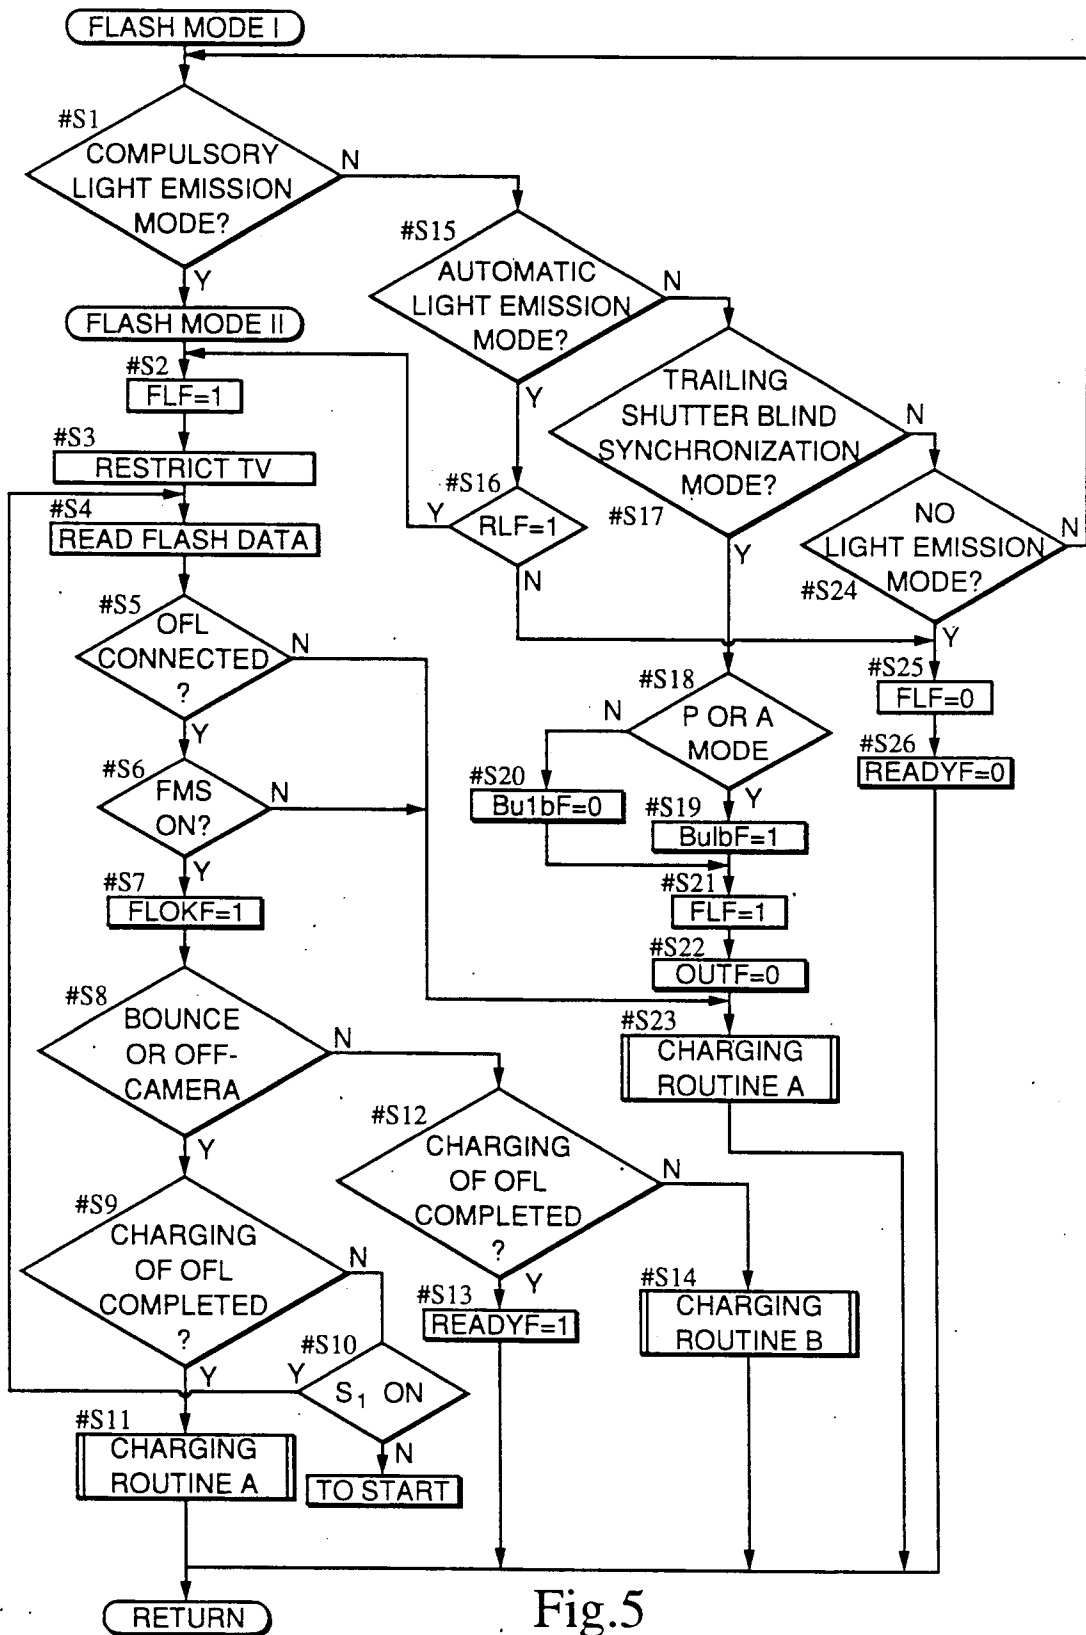 FLASH MODE I
#S1
COMPULSORY
LIGHT EMISSION
MODE?
N
Y
#S15
AUTOMATIC
LIGHT EMISSION
MODE?
N
Y
FLASH MODE II
#S2
FLF=1
#S3
RESTRICT TV
#S4
READ FLASH DATA
#S16
RLF=1
Y
N
TRAILING
SHUTTER BLIND
SYNCHRONIZATION
MODE?
#S17
N
Y
NO
LIGHT EMISSION
MODE?
#S24
N
Y
#S5
OFL
CONNECTED
?
N
Y
#S25
FLF=0
#S26
READYF=0
#S18
P OR A
MODE
N
Y
#S6
FMS
ON?
N
Y
#S20
Bu1bF=0
#S19
BulbF=1
#S7
FLOKF=1
#S21
FLF=1
#S22
OUTF=0
#S8
BOUNCE
OR OFF-
CAMERA
N
Y
#S23
CHARGING
ROUTINE A
#S12
CHARGING
OF OFL
COMPLETED
?
N
Y
#S9
CHARGING
OF OFL
COMPLETED
?
N
Y
#S13
READYF=1
#S14
CHARGING
ROUTINE B
#S10
S1 ON
Y
N
#S11
CHARGING
ROUTINE A
TO START
RETURN
Fig.5